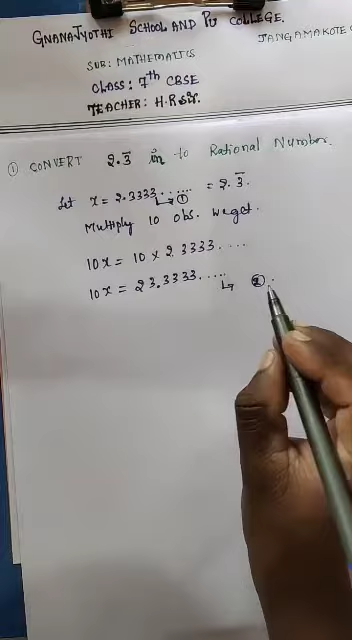 GNANAJYOTHI SCHOOL AND PU COLLEGE.
JANGAMAKOTE
SUB: MATHEMATICS
CLASS: 7th CBSE
TEACHER: H.R Sir.
① CONVERT 2.3̅ in to Rational Number.
Let x = 2.3333....... = 2.3̅.
↳ ①
Multiply 10 obs. we get.
10x = 10 × 2.3333....
10x = 23.3333.....
↳ ②.